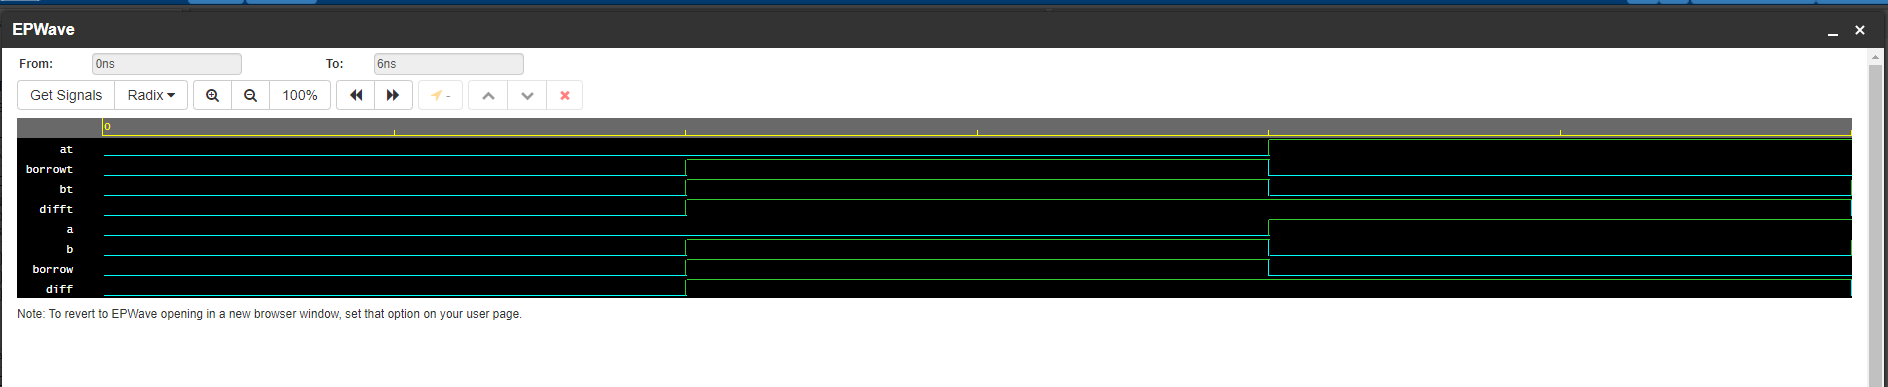 EPWave
From: 0ns To: 6ns
Get Signals Radix 100% -
0
at
borrowt
bt
difft
a
b
borrow
diff
Note: To revert to EPWave opening in a new browser window, set that option on your user page.